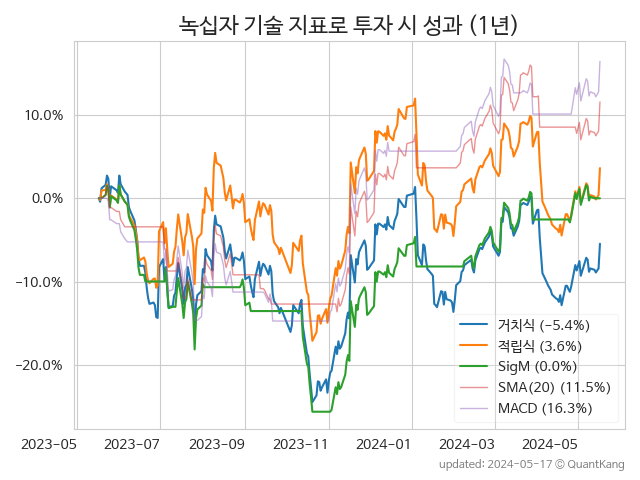 녹십자 기술 지표로 투자 시 성과 (1년)
10.0%
0.0%
−10.0%
−20.0%
거치식 (−5.4%)
적립식 (3.6%)
SigM (0.0%)
SMA(20) (11.5%)
MACD (16.3%)
2023-05 2023-07 2023-09 2023-11 2024-01 2024-03 2024-05
updated: 2024-05-17 ⓒ QuantKang